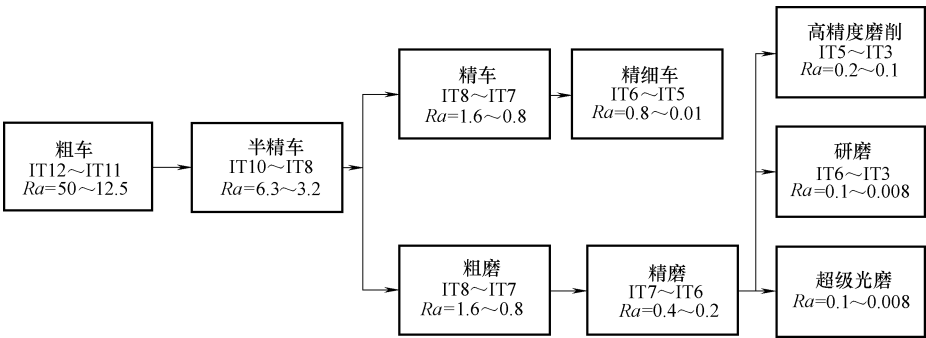 粗车
IT12～IT11
Ra=50～12.5
半精车
IT10～IT8
Ra=6.3～3.2
精车
IT8～IT7
Ra=1.6～0.8
精细车
IT6～IT5
Ra=0.8～0.01
粗磨
IT8～IT7
Ra=1.6～0.8
精磨
IT7～IT6
Ra=0.4～0.2
高精度磨削
IT5～IT3
Ra=0.2～0.1
研磨
IT6～IT3
Ra=0.1～0.008
超级光磨
Ra=0.1～0.008